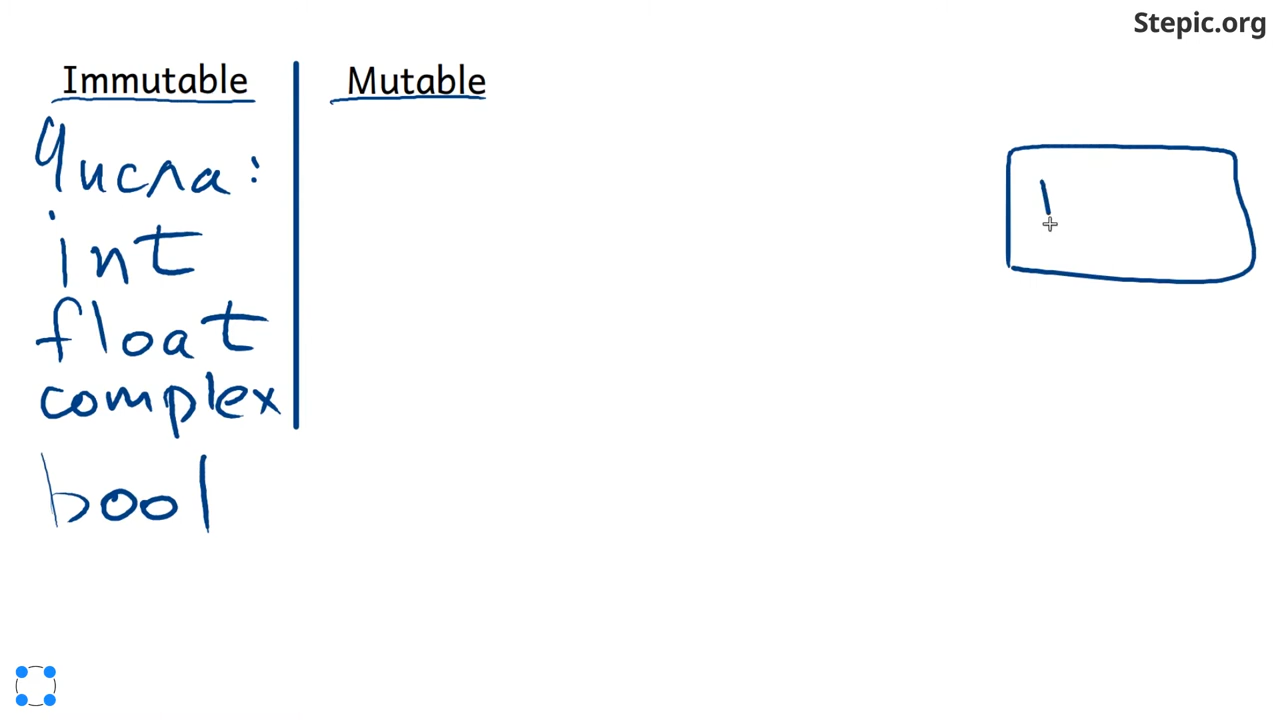 Stepic.org
Immutable
Mutable
Числа:
int
float
complex
bool